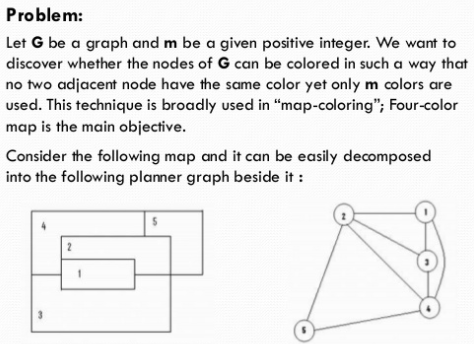 Problem:
Let G be a graph and m be a given positive integer. We want to
discover whether the nodes of G can be colored in such a way that
no two adjacent node have the same color yet only m colors are
used. This technique is broadly used in “map-coloring”; Four-color
map is the main objective.
Consider the following map and it can be easily decomposed
into the following planner graph beside it :
4
5
2
1
3
2
1
3
4
5